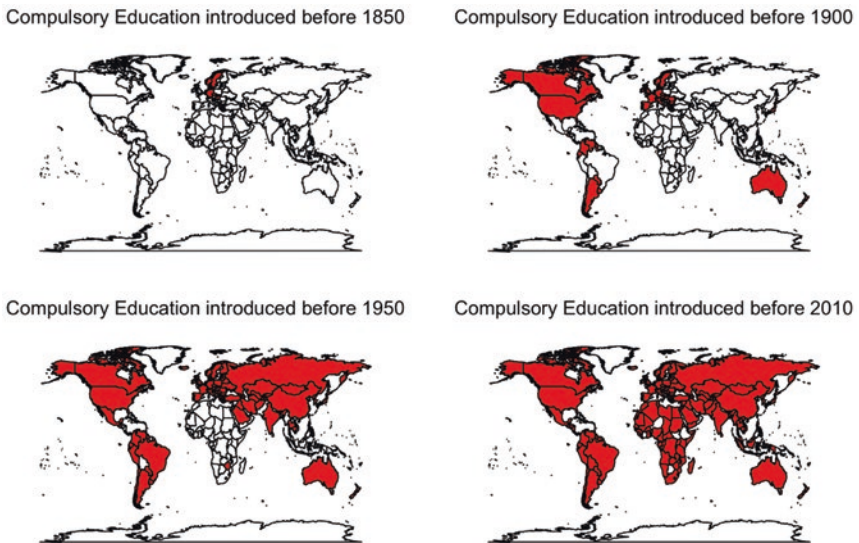 Compulsory Education introduced before 1850
Compulsory Education introduced before 1900
Compulsory Education introduced before 1950
Compulsory Education introduced before 2010